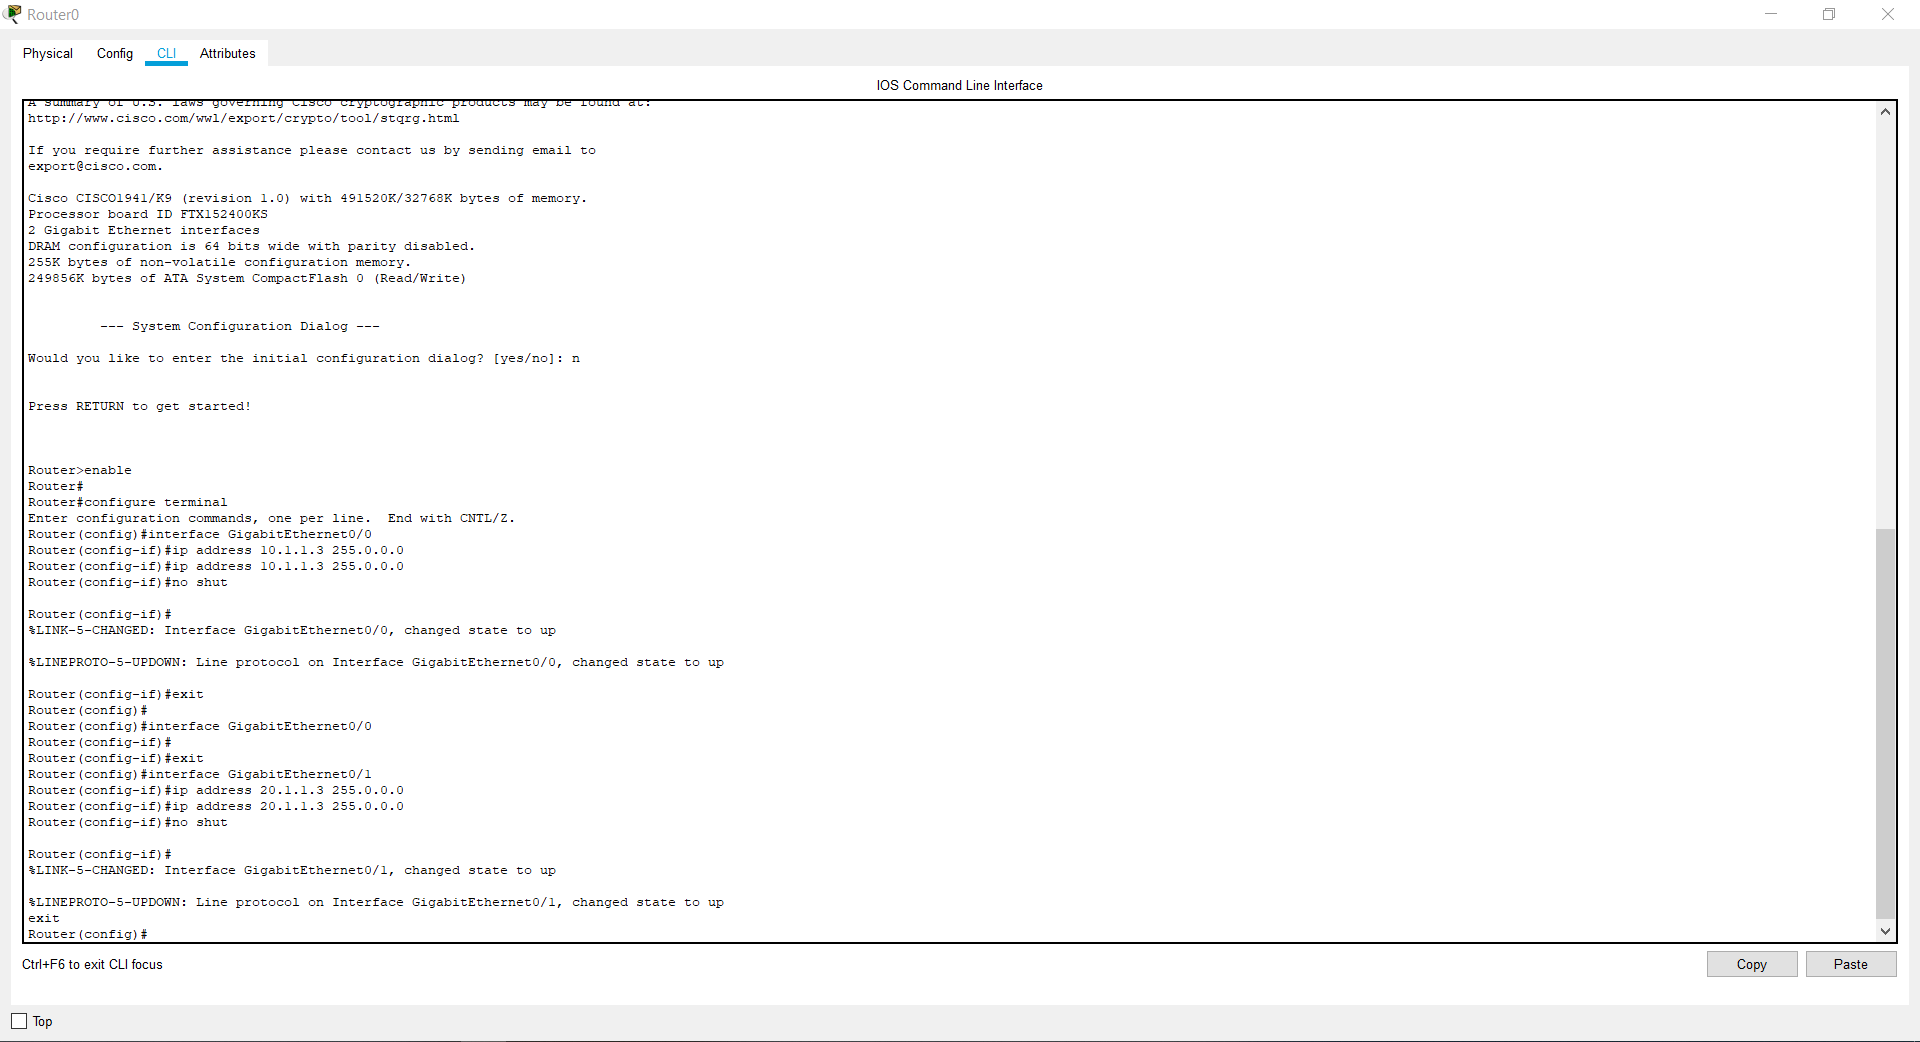 Router0
Physical Config CLI Attributes
IOS Command Line Interface
A summary of U.S. laws governing Cisco cryptographic products may be found at:
http://www.cisco.com/wwl/export/crypto/tool/stqrg.html
If you require further assistance please contact us by sending email to
export@cisco.com.
Cisco CISCO1941/K9 (revision 1.0) with 491520K/32768K bytes of memory.
Processor board ID FTX152400KS
2 Gigabit Ethernet interfaces
DRAM configuration is 64 bits wide with parity disabled.
255K bytes of non-volatile configuration memory.
249856K bytes of ATA System CompactFlash 0 (Read/Write)
--- System Configuration Dialog ---
Would you like to enter the initial configuration dialog? [yes/no]: n
Press RETURN to get started!
Router>enable
Router#
Router#configure terminal
Enter configuration commands, one per line.  End with CNTL/Z.
Router(config)#interface GigabitEthernet0/0
Router(config-if)#ip address 10.1.1.3 255.0.0.0
Router(config-if)#ip address 10.1.1.3 255.0.0.0
Router(config-if)#no shut
Router(config-if)#
%LINK-5-CHANGED: Interface GigabitEthernet0/0, changed state to up
%LINEPROTO-5-UPDOWN: Line protocol on Interface GigabitEthernet0/0, changed state to up
Router(config-if)#exit
Router(config)#
Router(config)#interface GigabitEthernet0/0
Router(config-if)#
Router(config-if)#exit
Router(config)#interface GigabitEthernet0/1
Router(config-if)#ip address 20.1.1.3 255.0.0.0
Router(config-if)#ip address 20.1.1.3 255.0.0.0
Router(config-if)#no shut
Router(config-if)#
%LINK-5-CHANGED: Interface GigabitEthernet0/1, changed state to up
%LINEPROTO-5-UPDOWN: Line protocol on Interface GigabitEthernet0/1, changed state to up
exit
Router(config)#
Ctrl+F6 to exit CLI focus
Copy Paste
Top